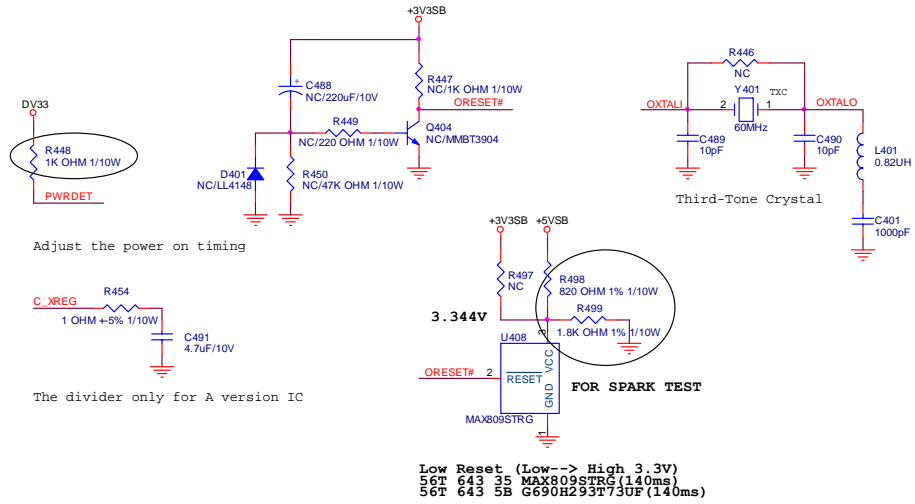 +3V3SB
C488
NC/220uF/10V
R447
NC/1K OHM 1/10W
ORESET#
R449
NC/220 OHM 1/10W
Q404
NC/MMBT3904
D401
NC/LL4148
R450
NC/47K OHM 1/10W
DV33
R448
1K OHM 1/10W
PWRDET
Adjust the power on timing
R446
NC
Y401
TXC
OXTALI
2
1
OXTALO
60MHz
C489
10pF
C490
10pF
L401
0.82UH
C401
1000pF
Third-Tone Crystal
C_XREG
R454
1 OHM +-5% 1/10W
C491
4.7uF/10V
The divider only for A version IC
+3V3SB
+5VSB
R497
NC
R498
820 OHM 1% 1/10W
R499
1.8K OHM 1% 1/10W
3.344V
U408
3
VCC
ORESET#
2
RESET
GND
1
MAX809STRG
FOR SPARK TEST
Low Reset (Low--> High 3.3V)
56T 643 35 MAX809STRG(140ms)
56T 643 5B G690H293T73UF(140ms)